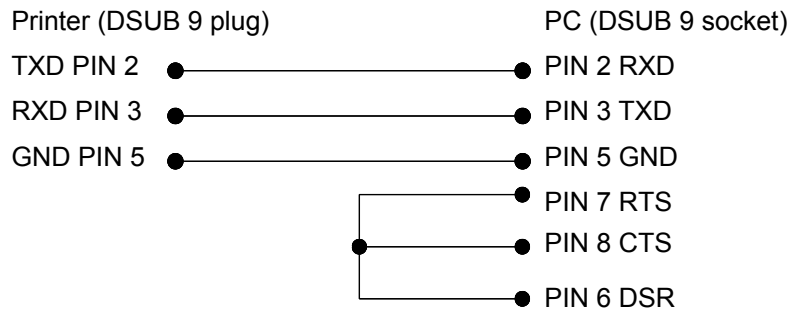 Printer (DSUB 9 plug) PC (DSUB 9 socket)
TXD PIN 2 PIN 2 RXD
RXD PIN 3 PIN 3 TXD
GND PIN 5 PIN 5 GND
PIN 7 RTS
PIN 8 CTS
PIN 6 DSR